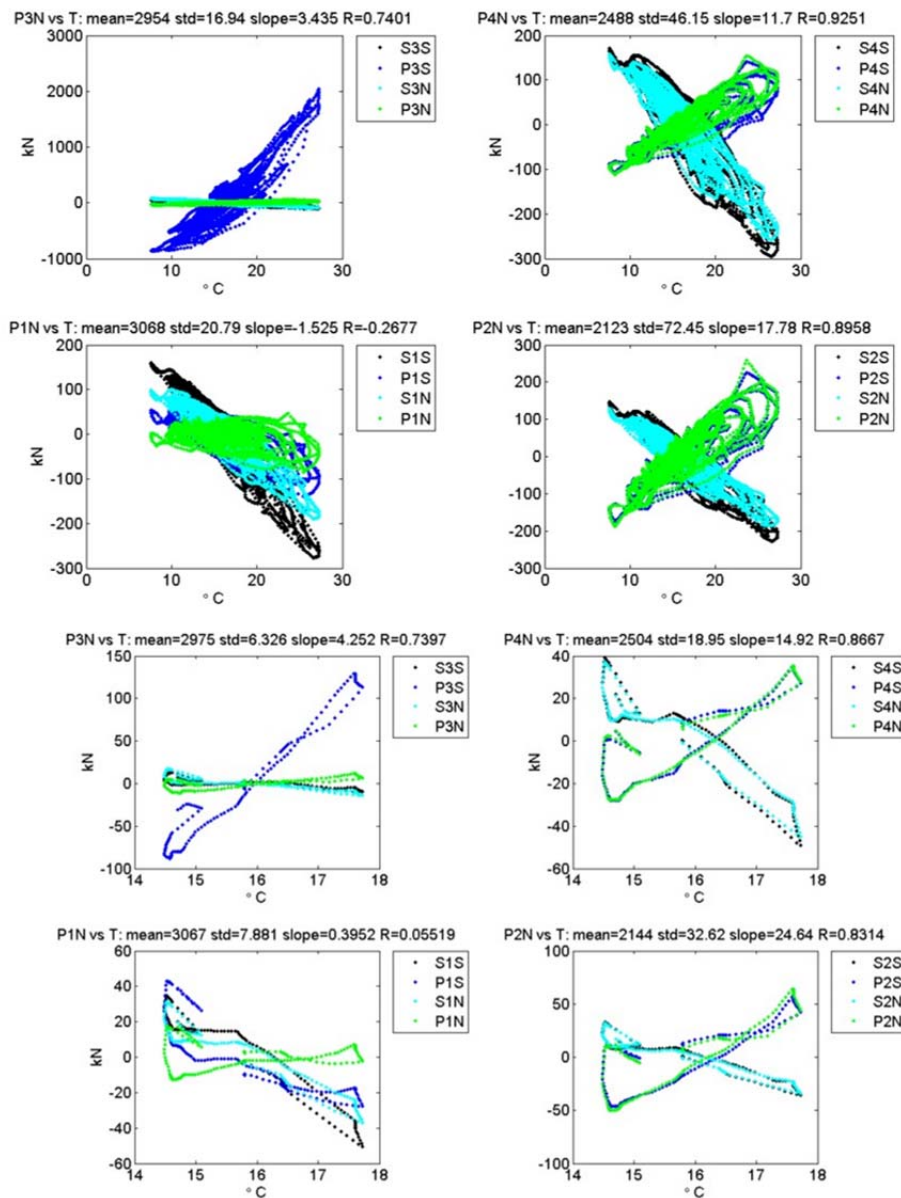 P3N vs T: mean=2954 std=16.94 slope=3.435 R=0.7401
3000
2000
1000
0
-1000
kN
0
10
20
30
° C
S3S
P3S
S3N
P3N
P4N vs T: mean=2488 std=46.15 slope=11.7 R=0.9251
200
100
0
-100
-200
-300
kN
0
10
20
30
° C
S4S
P4S
S4N
P4N
P1N vs T: mean=3068 std=20.79 slope=-1.525 R=-0.2677
200
100
0
-100
-200
-300
kN
0
10
20
30
° C
S1S
P1S
S1N
P1N
P2N vs T: mean=2123 std=72.45 slope=17.78 R=0.8958
300
200
100
0
-100
-200
-300
kN
0
10
20
30
° C
S2S
P2S
S2N
P2N
P3N vs T: mean=2975 std=6.326 slope=4.252 R=0.7397
150
100
50
0
-50
-100
kN
14
15
16
17
18
° C
S3S
P3S
S3N
P3N
P4N vs T: mean=2504 std=18.95 slope=14.92 R=0.8667
40
20
0
-20
-40
-60
kN
14
15
16
17
18
° C
S4S
P4S
S4N
P4N
P1N vs T: mean=3067 std=7.881 slope=0.3952 R=0.05519
60
40
20
0
-20
-40
-60
kN
14
15
16
17
18
° C
S1S
P1S
S1N
P1N
P2N vs T: mean=2144 std=32.62 slope=24.64 R=0.8314
100
50
0
-50
-100
kN
14
15
16
17
18
° C
S2S
P2S
S2N
P2N